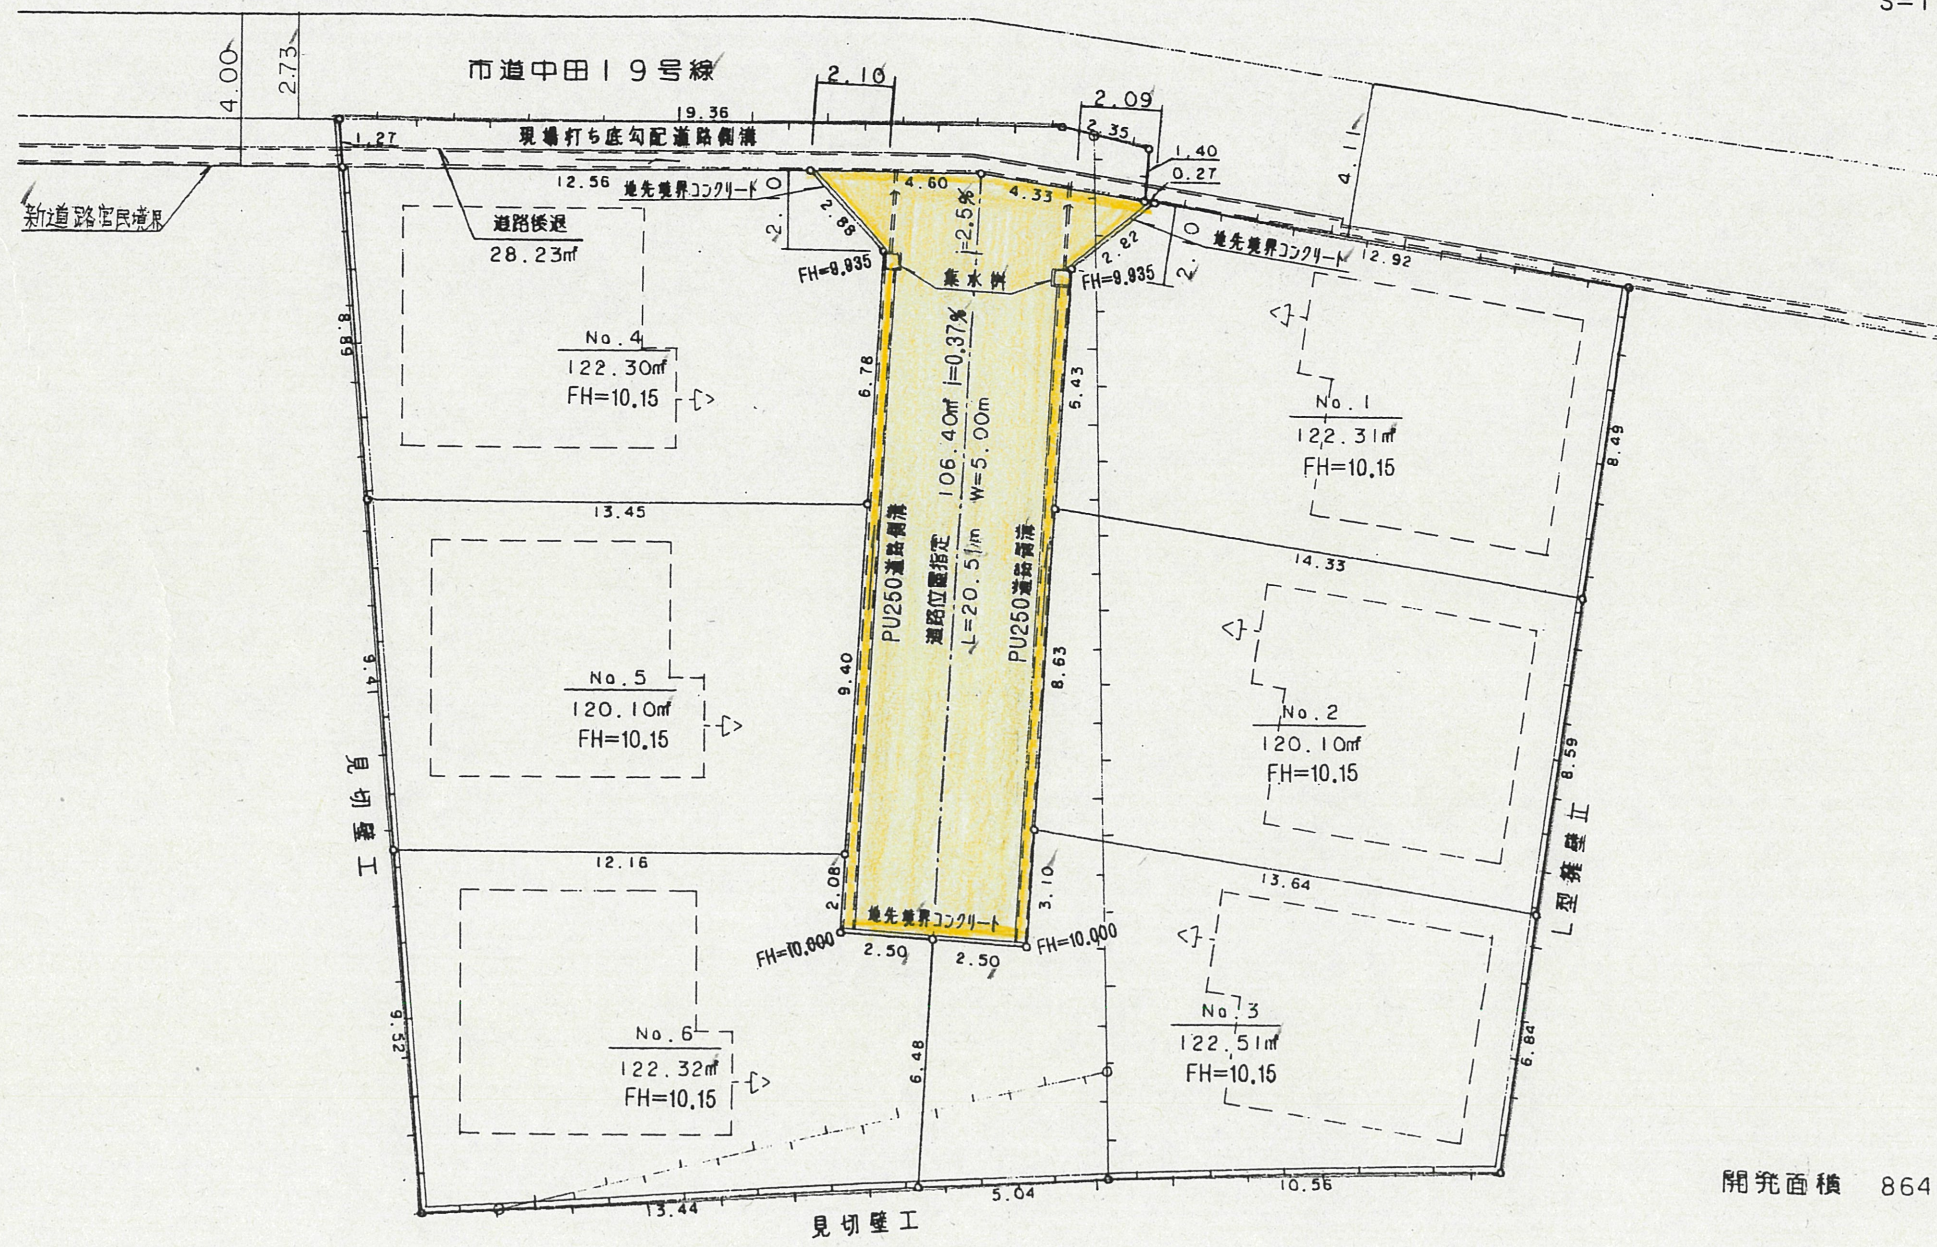 4.00
2.73
市道中田19号線
2.10
2.09
19.36
2.35
現場打ち底勾配道路側溝
1.27
1.40
0.27
4.11
12.56
地先境界コンクリート
4.60
4.33
新道路官民境界
道路後退
28.23㎡
2.0
2.88
i=2.5%
2.82
2.0
地先境界コンクリート
12.92
FH=9.935
集水桝
FH=9.935
8.89
No.4
122.30㎡
FH=10.15
6.78
5.43
No.1
122.31㎡
FH=10.15
8.49
13.45
14.33
PU250道路側溝
道路位置指定 106.40㎡ i=0.37%
L=20.51m W=5.00m
PU250道路側溝
9.41
No.5
120.10㎡
FH=10.15
9.40
8.63
No.2
120.10㎡
FH=10.15
8.59
見切壁工
L型擁壁工
12.16
13.64
2.08
3.10
地先境界コンクリート
FH=10.000
2.50
2.50
FH=10.000
9.52
No.6
122.32㎡
FH=10.15
6.48
No.3
122.51㎡
FH=10.15
6.84
13.44
5.04
10.56
見切壁工
開発面積 864